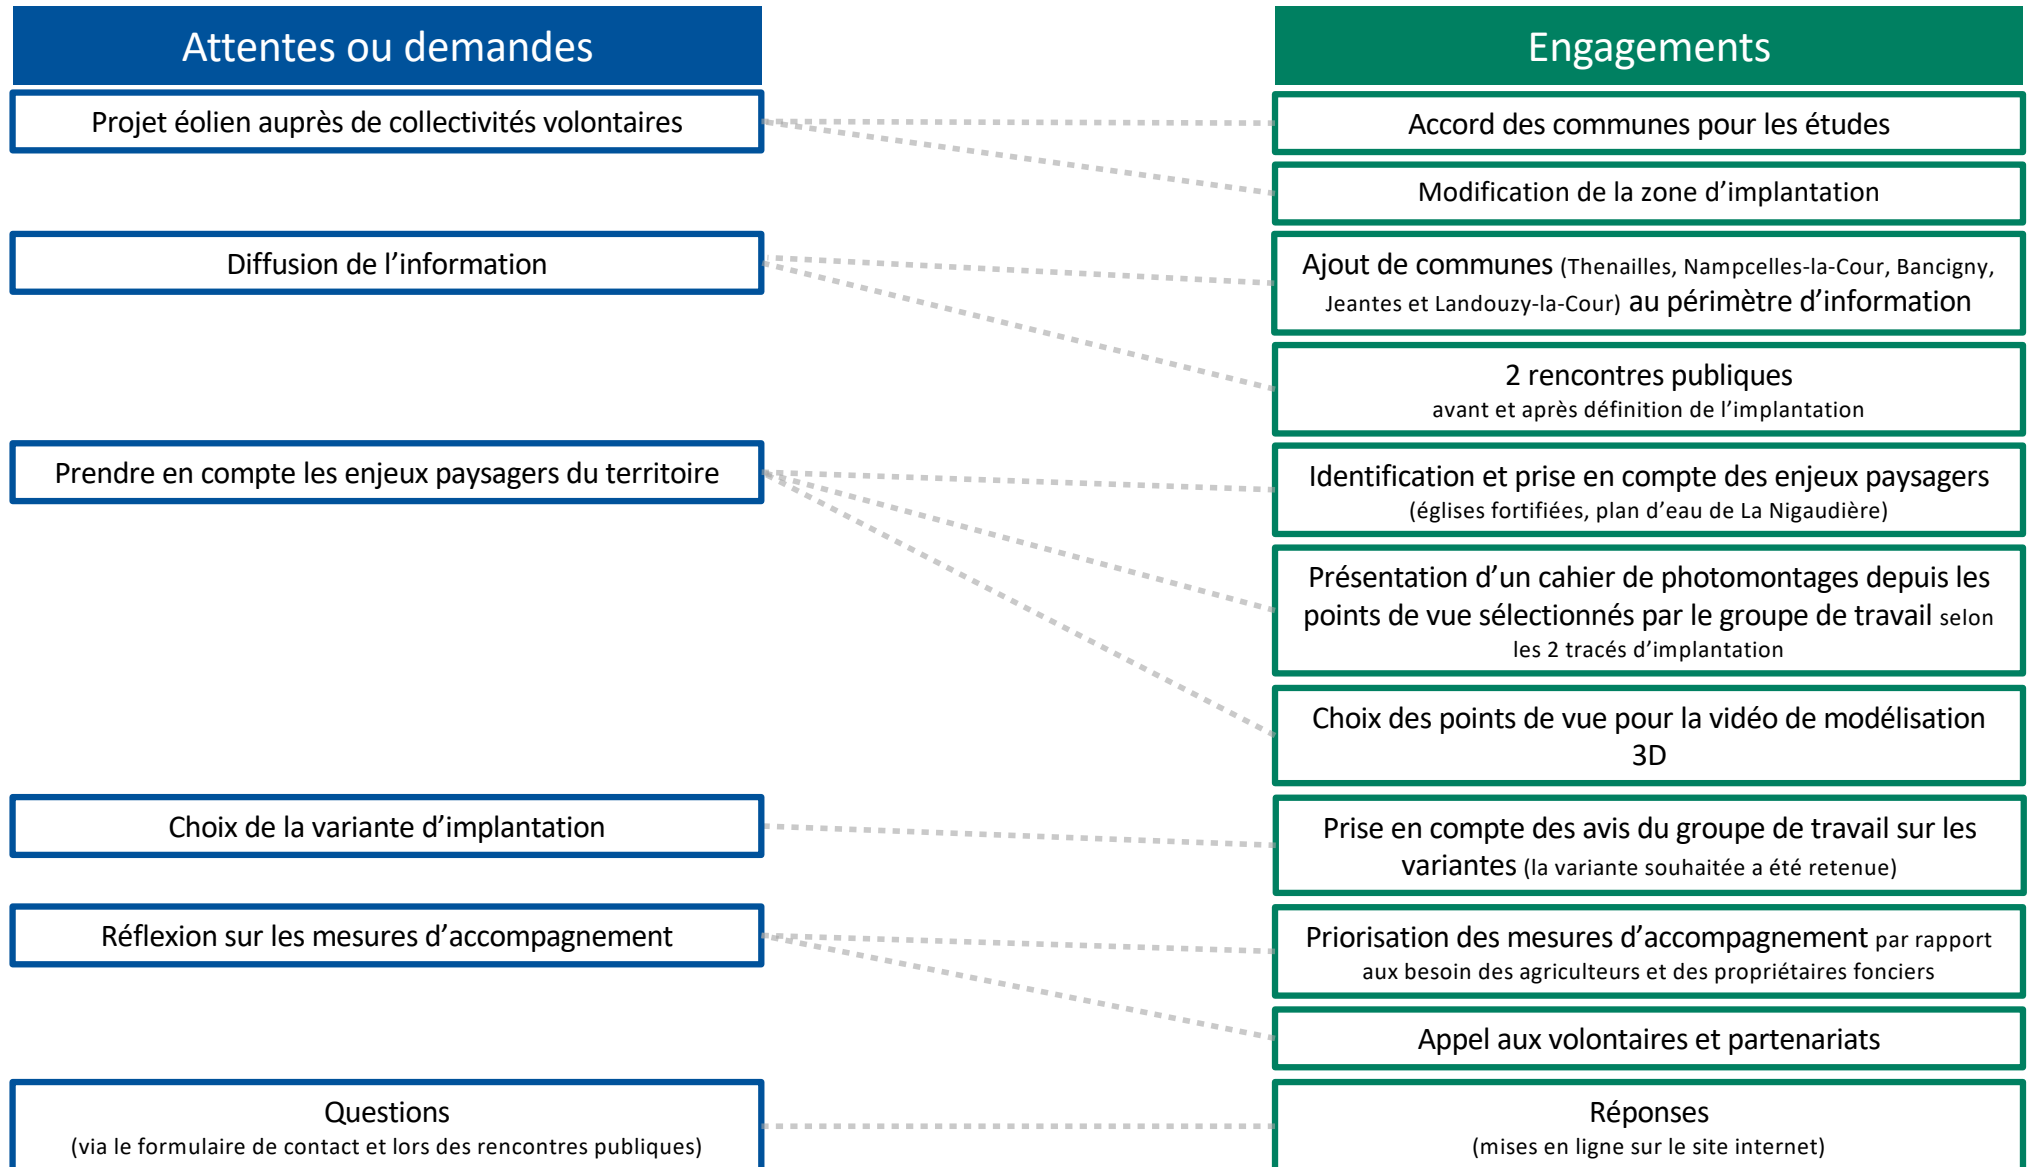 Attentes ou demandes
Engagements
Projet éolien auprès de collectivités volontaires
Accord des communes pour les études
Modification de la zone d’implantation
Diffusion de l’information
Ajout de communes (Thenailles, Nampcelles-la-Cour, Bancigny,
Jeantes et Landouzy-la-Cour) au périmètre d’information
2 rencontres publiques
avant et après définition de l’implantation
Prendre en compte les enjeux paysagers du territoire
Identification et prise en compte des enjeux paysagers
(églises fortifiées, plan d’eau de La Nigaudière)
Présentation d’un cahier de photomontages depuis les
points de vue sélectionnés par le groupe de travail selon
les 2 tracés d’implantation
Choix des points de vue pour la vidéo de modélisation
3D
Choix de la variante d’implantation
Prise en compte des avis du groupe de travail sur les
variantes (la variante souhaitée a été retenue)
Réflexion sur les mesures d’accompagnement
Priorisation des mesures d’accompagnement par rapport
aux besoin des agriculteurs et des propriétaires fonciers
Appel aux volontaires et partenariats
Questions
(via le formulaire de contact et lors des rencontres publiques)
Réponses
(mises en ligne sur le site internet)